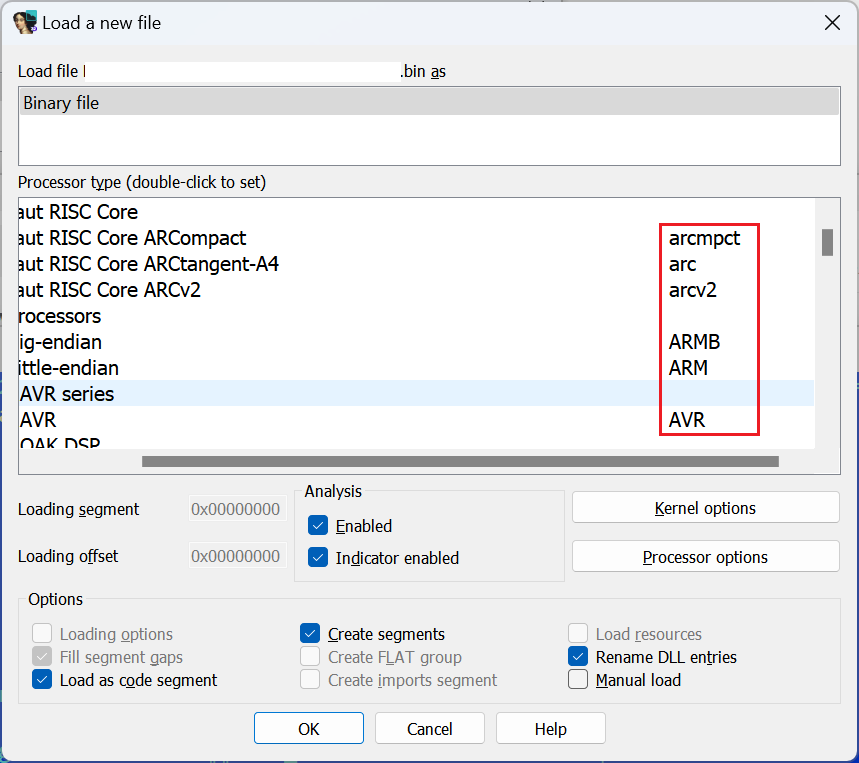 Load a new file
Load file .bin as
Binary file
Processor type (double-click to set)
aut RISC Core
aut RISC Core ARCompact arcmpct
aut RISC Core ARCtangent-A4 arc
aut RISC Core ARCv2 arcv2
rocessors
ig-endian ARMB
ittle-endian ARM
AVR series
AVR AVR
OAK DSP
Loading segment 0x00000000
Loading offset 0x00000000
Analysis
Enabled
Indicator enabled
Kernel options
Processor options
Options
Loading options
Fill segment gaps
Load as code segment
Create segments
Create FLAT group
Create imports segment
Load resources
Rename DLL entries
Manual load
OK Cancel Help